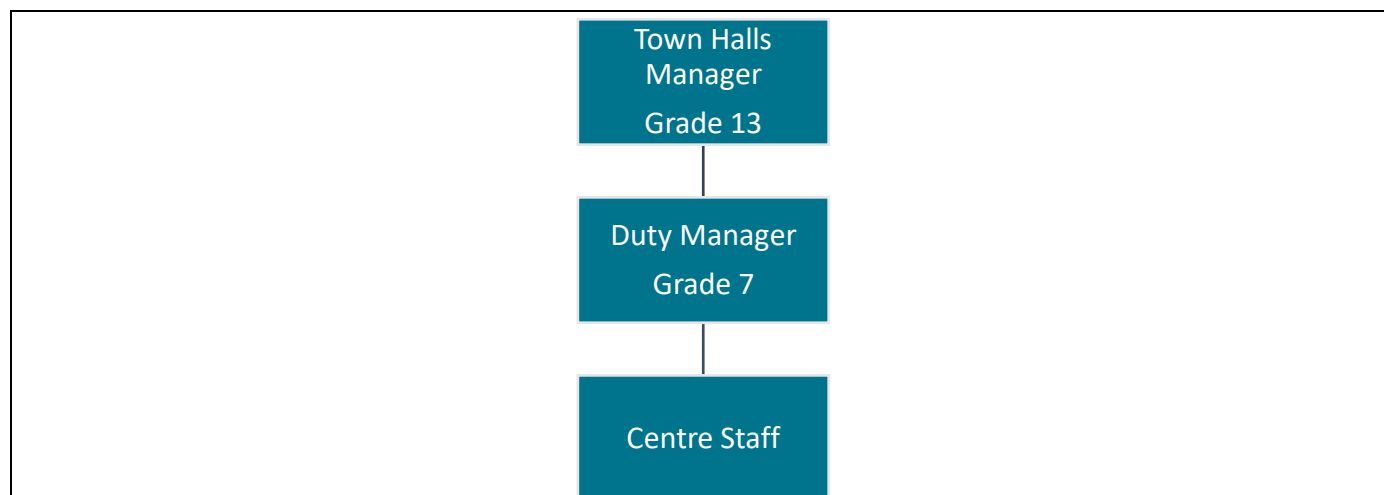 Town Halls
Manager
Grade 13
Duty Manager
Grade 7
Centre Staff